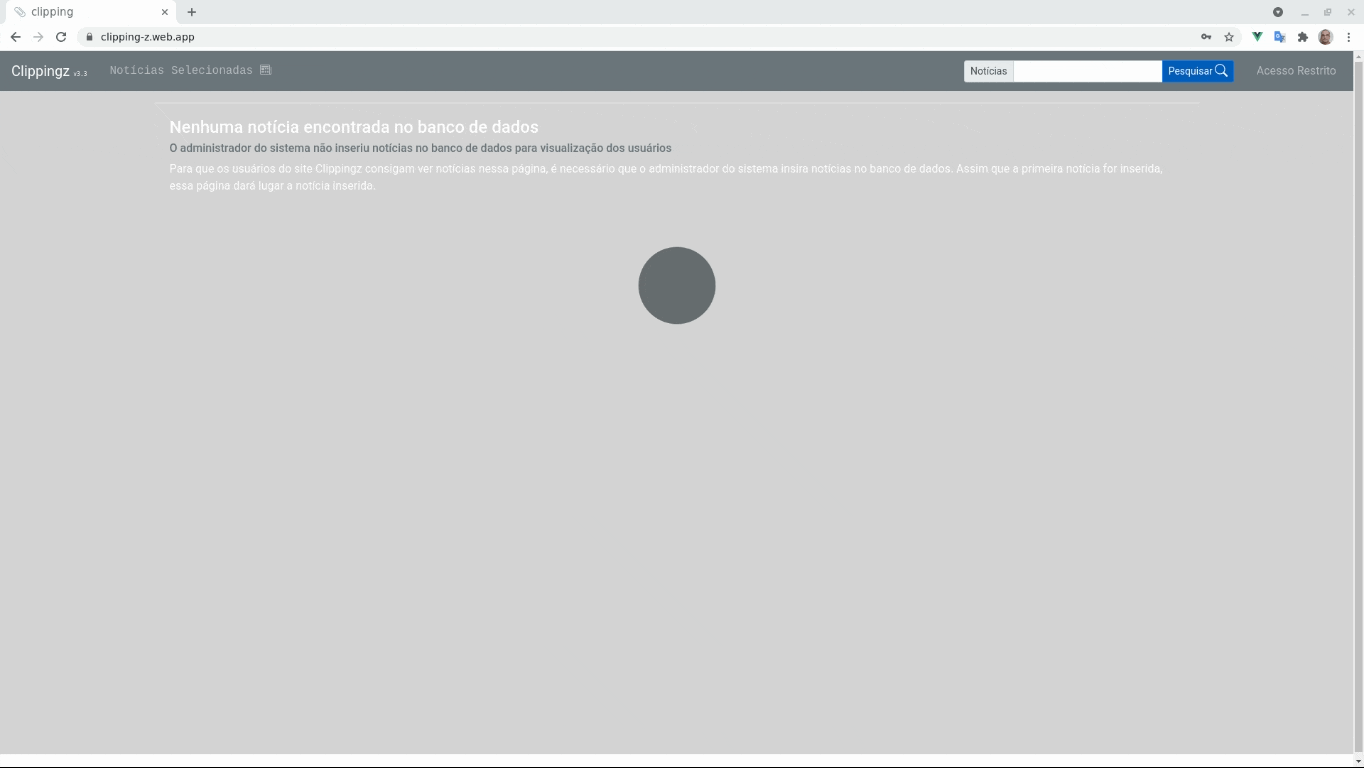 clipping
clipping-z.web.app
Clippingz v3.3 Notícias Selecionadas Notícias Pesquisar Acesso Restrito
Nenhuma notícia encontrada no banco de dados
O administrador do sistema não inseriu notícias no banco de dados para visualização dos usuários
Para que os usuários do site Clippingz consigam ver notícias nessa página, é necessário que o administrador do sistema insira notícias no banco de dados. Assim que a primeira notícia for inserida,
essa página dará lugar a notícia inserida.